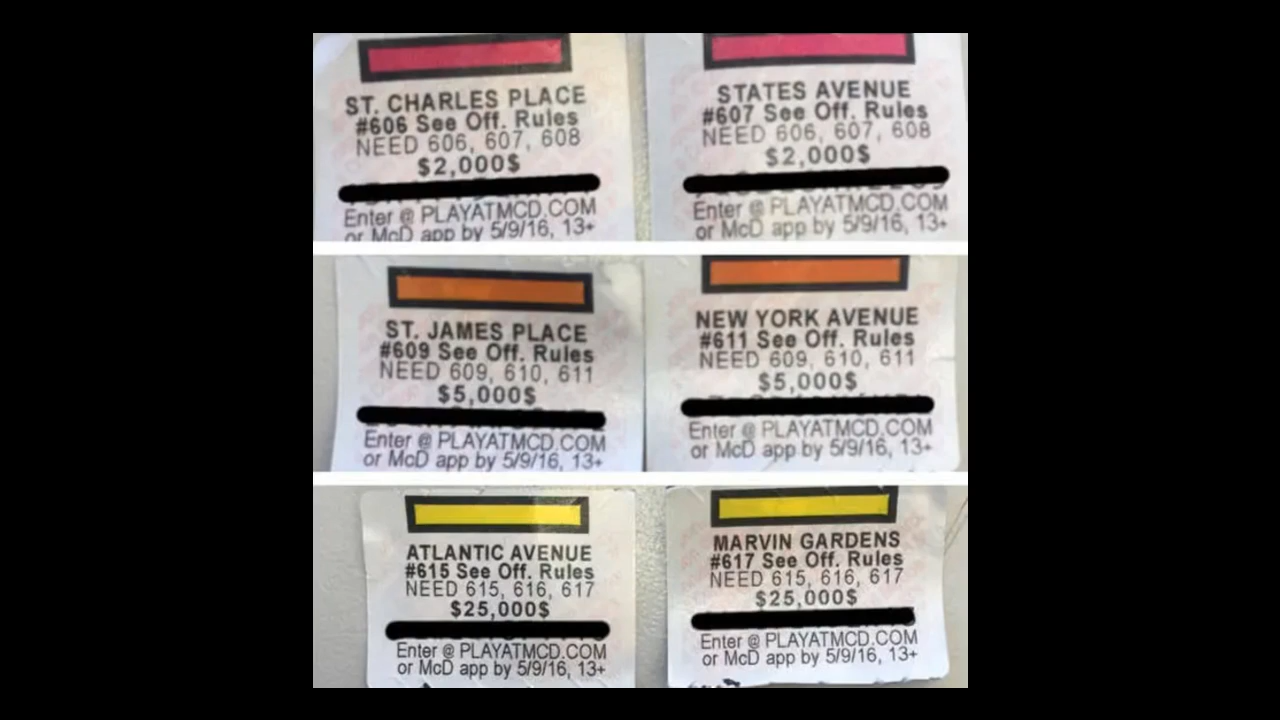 ST. CHARLES PLACE
#606 See Off. Rules
NEED 606, 607, 608
$2,000$
Enter @ PLAYATMCD.COM
or McD app by 5/9/16, 13+
STATES AVENUE
#607 See Off. Rules
NEED 606, 607, 608
$2,000$
Enter @ PLAYATMCD.COM
or McD app by 5/9/16, 13+
ST. JAMES PLACE
#609 See Off. Rules
NEED 609, 610, 611
$5,000$
Enter @ PLAYATMCD.COM
or McD app by 5/9/16, 13+
NEW YORK AVENUE
#611 See Off. Rules
NEED 609, 610, 611
$5,000$
Enter @ PLAYATMCD.COM
or McD app by 5/9/16, 13+
ATLANTIC AVENUE
#615 See Off. Rules
NEED 615, 616, 617
$25,000$
Enter @ PLAYATMCD.COM
or McD app by 5/9/16, 13+
MARVIN GARDENS
#617 See Off. Rules
NEED 615, 616, 617
$25,000$
Enter @ PLAYATMCD.COM
or McD app by 5/9/16, 13+